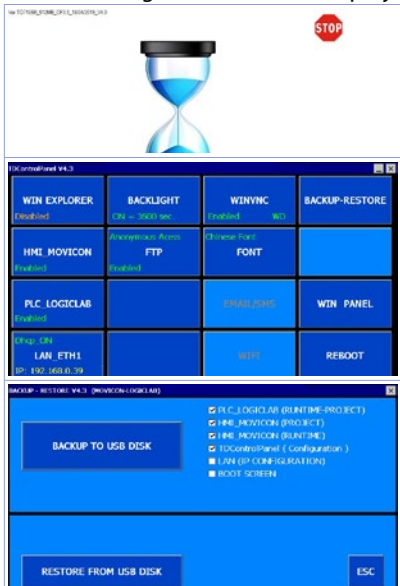 STOP
TDControlPanel V4.3
WIN EXPLORER
Disabled
BACKLIGHT
ON = 3600 sec.
WINVNC
Enabled WD
BACKUP-RESTORE
HMI_MOVICON
Enabled
Anonymous Acess
FTP
Enabled
Chinese Font
FONT
PLC_LOGICLAB
Enabled
EMAIL/SMS
WIN PANEL
Dhcp_ON
LAN_ETH1
IP: 192.168.0.39
WIFI
REBOOT
BACKUP - RESTORE V4.3 (MOVICON-LOGICLAB)
BACKUP TO USB DISK
PLC_LOGICLAB (RUNTIME-PROJECT)
HMI_MOVICON (PROJECT)
HMI_MOVICON (RUNTIME)
TDControlPanel ( Configuration )
LAN (IP CONFIGURATION)
BOOT SCREEN
RESTORE FROM USB DISK
ESC